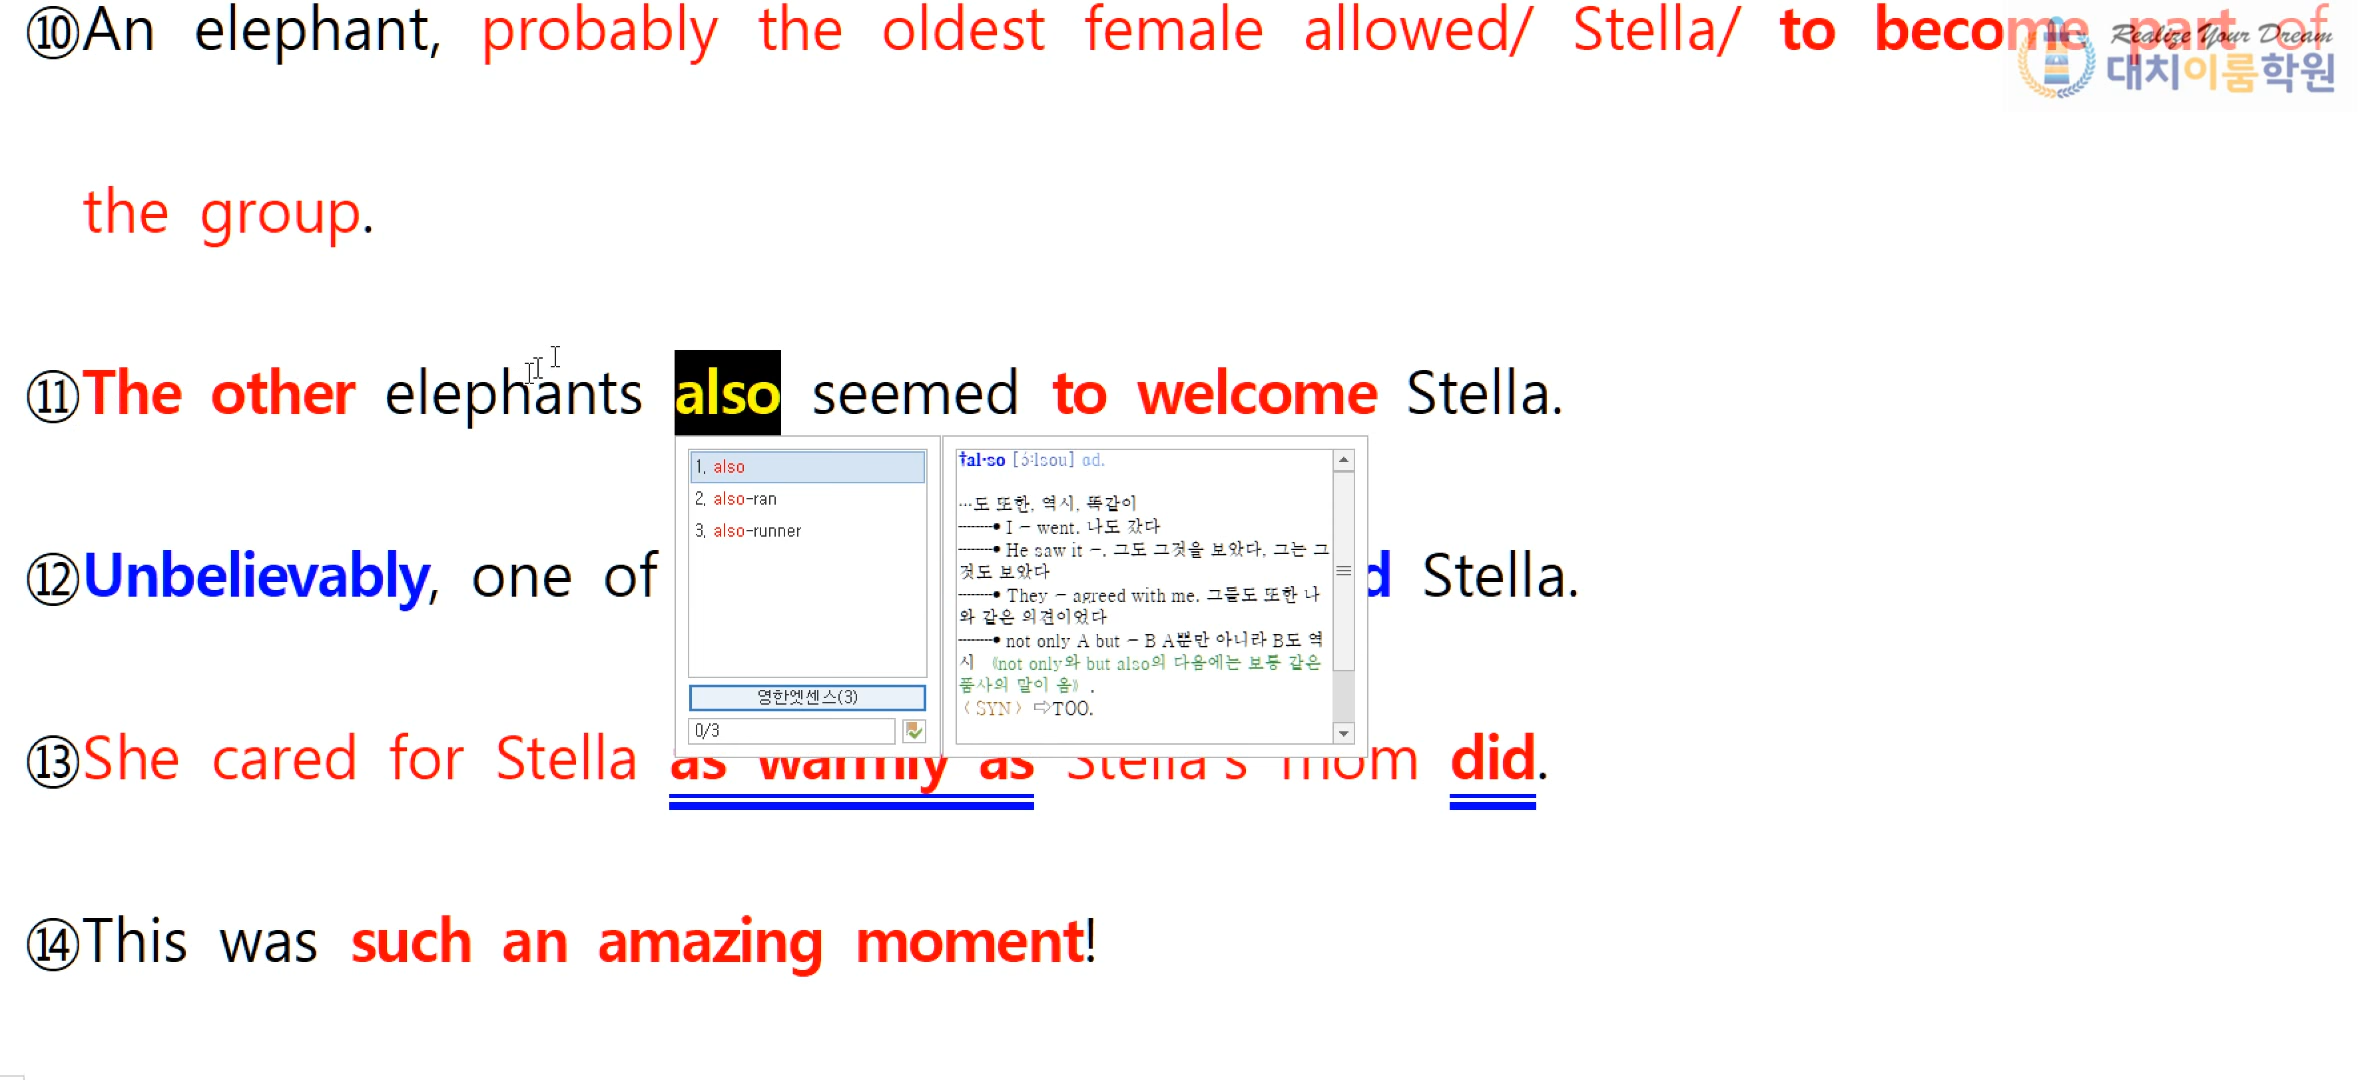 ⑩An elephant, probably the oldest female allowed/ Stella/ to become part of
Realize Your Dream
대치이룸학원
the group.
⑪The other elephants also seemed to welcome Stella.
1, also
2, also-ran
3, also-runner
영한엣센스(3)
0/3
†al·so [ɔ́ːlsou] ad.
…도 또한, 역시, 똑같이
--------• I − went. 나도 갔다
--------• He saw it −. 그도 그것을 보았다, 그는 그
것도 보았다
--------• They − agreed with me. 그들도 또한 나
와 같은 의견이었다
--------• not only A but − B A뿐만 아니라 B도 역
시 《not only와 but also의 다음에는 보통 같은
품사의 말이 옴》 .
〈SYN〉 ⇨TOO.
⑫Unbelievably, one of d Stella.
⑬She cared for Stella as warmly as Stella's mom did.
⑭This was such an amazing moment!